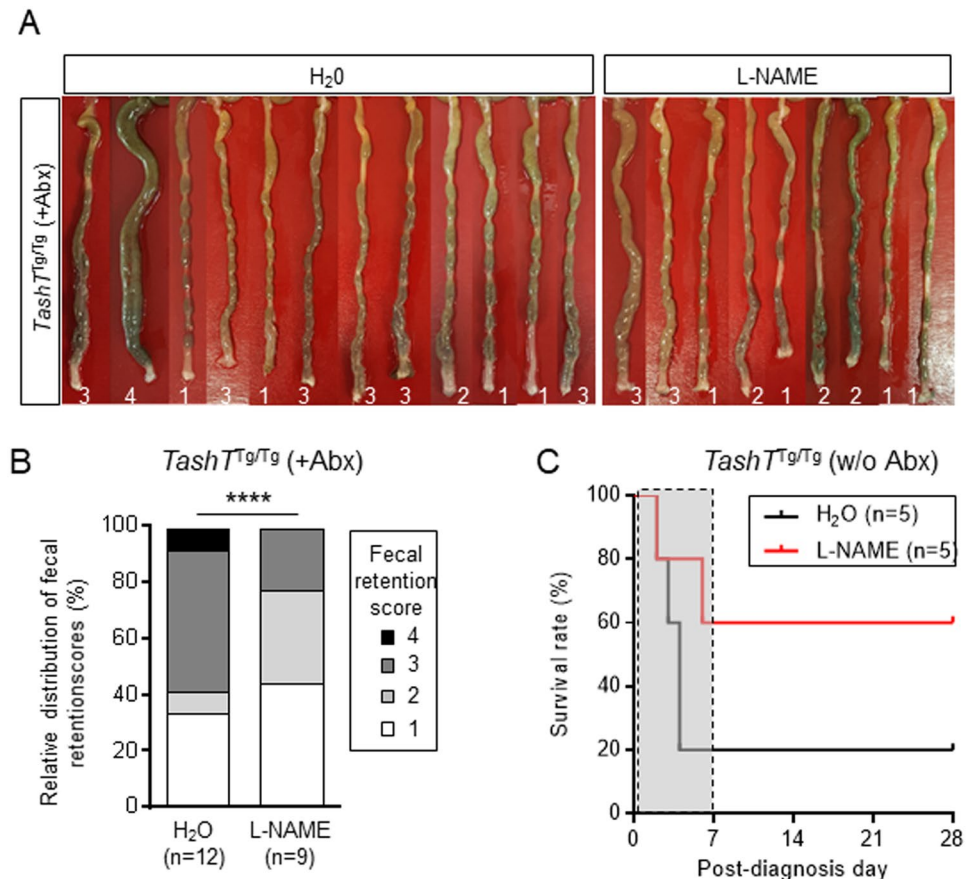 A
H₂0
L-NAME
TashTTg/Tg (+Abx)
3 4 1 3 1 3 3 3 2 1 1 3
3 3 1 2 1 2 2 1 1
B
TashTTg/Tg (+Abx)
****
Relative distribution of fecal
retentionscores (%)
100
80
60
40
20
0
H₂O
(n=12)
L-NAME
(n=9)
Fecal
retention
score
4
3
2
1
C
TashTTg/Tg (w/o Abx)
Survival rate (%)
100
80
60
40
20
0
H₂O (n=5)
L-NAME (n=5)
0 7 14 21 28
Post-diagnosis day